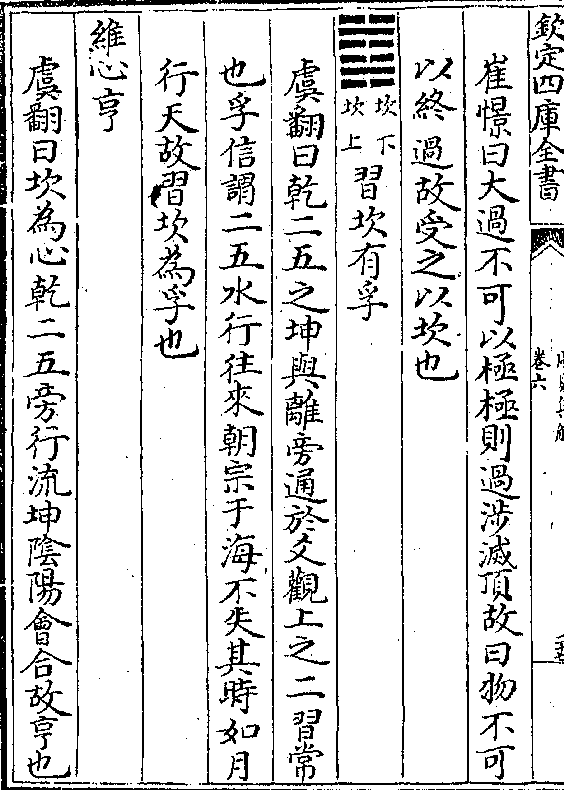 欽定四庫全書
卷六
崔憬曰大過不可以極極則過涉滅頂故曰物不可
以終過故受之以坎也
坎下
坎上
習坎有孚
虞翻曰乾二五之坤與離旁通於爻觀上之二習常
也孚信謂二五水行往來朝宗于海不失其時如月
行天故習坎為孚也
維心亨
虞翻曰坎為心乾二五旁行流坤陰陽會合故亨也